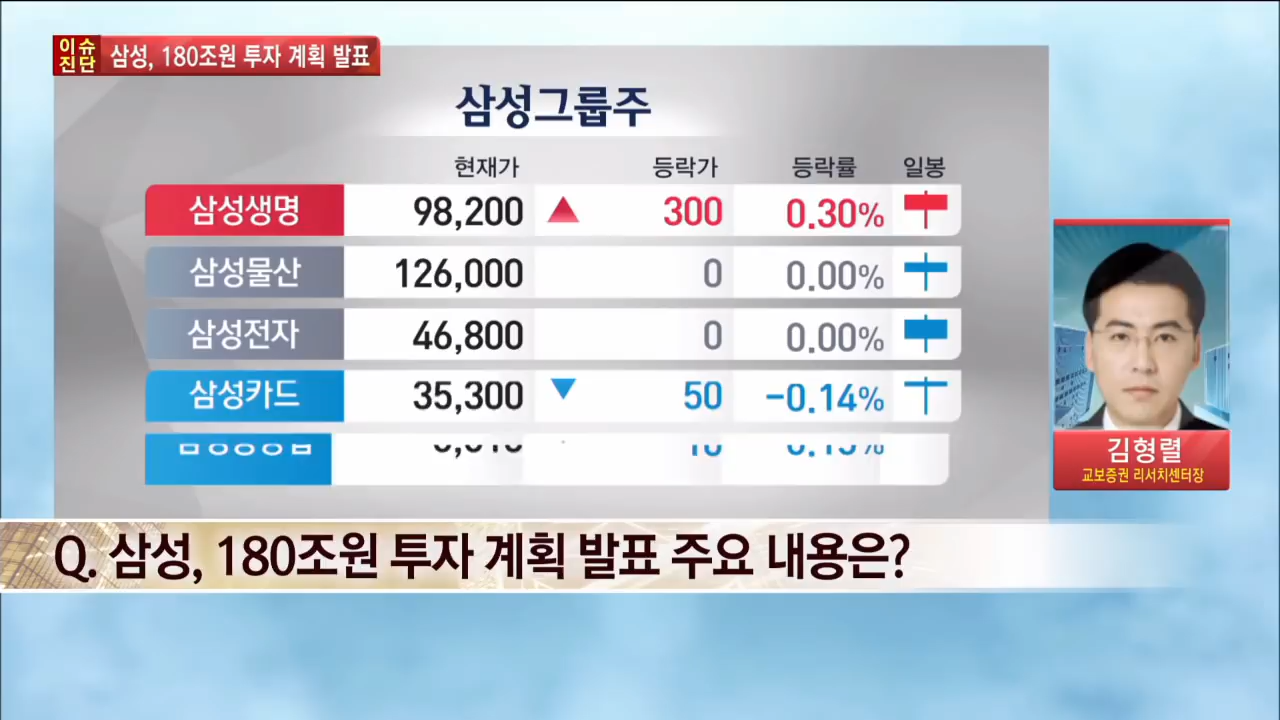 이슈
진단
삼성, 180조원 투자 계획 발표
삼성그룹주
현재가 등락가 등락률 일봉
삼성생명 98,200 ▲ 300 0.30%
삼성물산 126,000 0 0.00%
삼성전자 46,800 0 0.00%
삼성카드 35,300 ▼ 50 -0.14%
김형렬
교보증권 리서치센터장
Q. 삼성, 180조원 투자 계획 발표 주요 내용은?